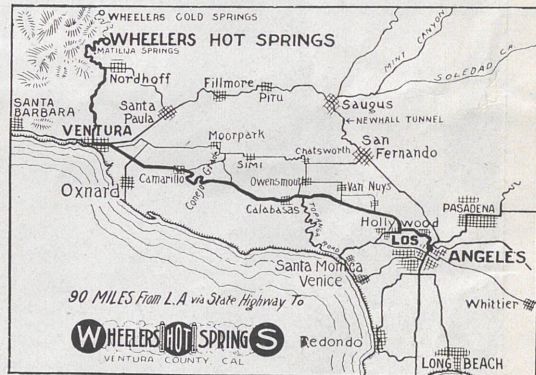 WHEELERS COLD SPRINGS
WHEELERS HOT SPRINGS
MATILIJA SPRINGS
Nordhoff
MINT CANYON
SOLEDAD CN.
Fillmore
Piru
Saugus
NEWHALL TUNNEL
SANTA
BARBARA
Santa
Paula
VENTURA
Moorpark
San
Fernando
Simi
Chatsworth
Camarillo
Conejo Grade
Owensmouth
Van Nuys
Oxnard
Calabasas
TOPANGA ROAD
Hollywood
PASADENA
LOS
ANGELES
Santa Monica
Venice
Whittier
90 MILES From L.A via State Highway To
WHEELERS HOT SPRINGS
VENTURA COUNTY, CAL
Redondo
LONG BEACH